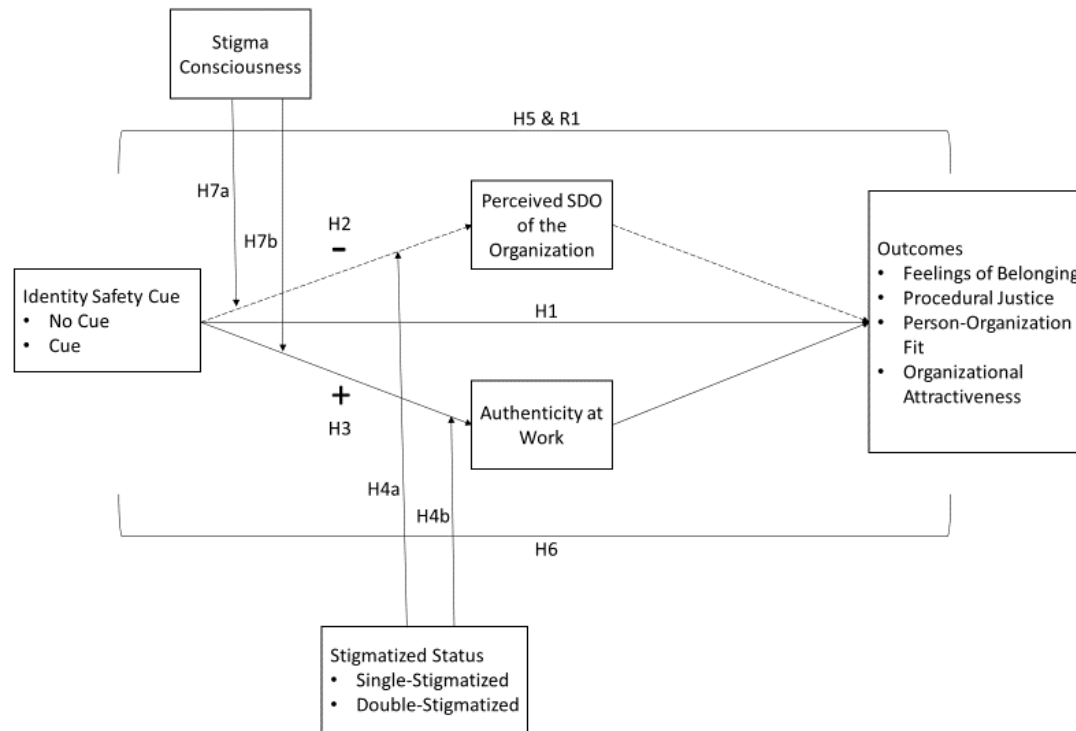 Stigma
Consciousness
H5 & R1
H7a
H7b
H2
-
Perceived SDO
of the
Organization
Identity Safety Cue
• No Cue
• Cue
H1
Outcomes
• Feelings of Belonging
• Procedural Justice
• Person-Organization
Fit
• Organizational
Attractiveness
+
H3
Authenticity at
Work
H4a
H4b
H6
Stigmatized Status
• Single-Stigmatized
• Double-Stigmatized